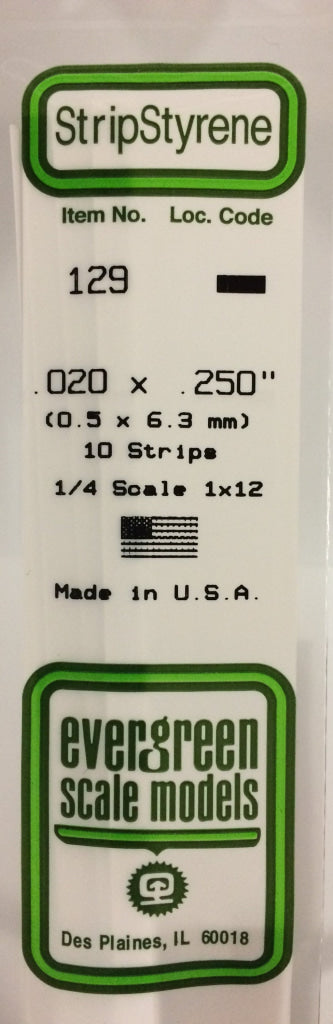 StripStyrene
Item No. Loc. Code
129
.020 x .250"
(0.5 x 6.3 mm)
10 Strips
1/4 Scale 1x12
Made in U.S.A.
evergreen
scale models
Des Plaines, IL 60018